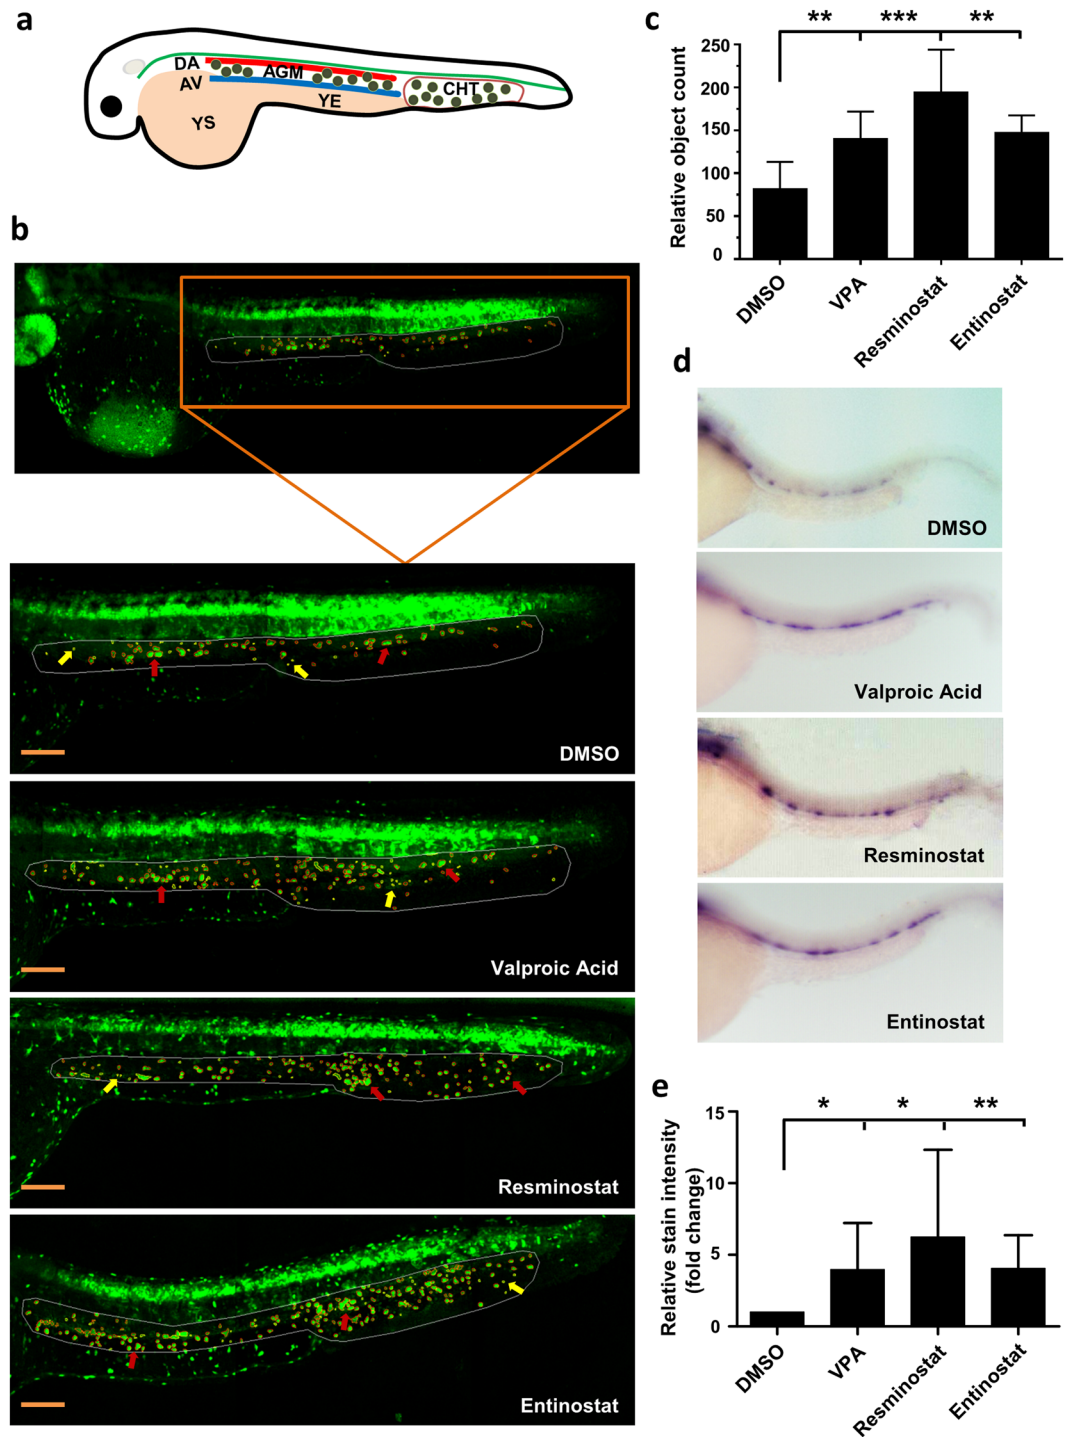 a
DA
AGM
AV
YE
CHT
YS
b
DMSO
Valproic Acid
Resminostat
Entinostat
c
** *** **
Relative object count
250
200
150
100
50
0
DMSO
VPA
Resminostat
Entinostat
d
DMSO
Valproic Acid
Resminostat
Entinostat
e
* * **
Relative stain intensity
(fold change)
15
10
5
0
DMSO
VPA
Resminostat
Entinostat